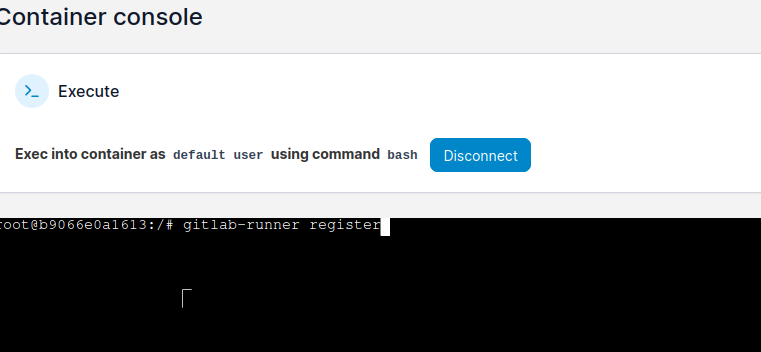 Container console
Execute
Exec into container as default user using command bash Disconnect
root@b9066e0a1613:/# gitlab-runner register